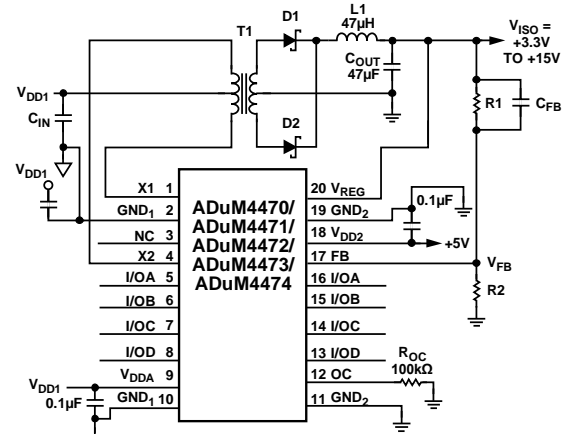 T1
D1
L1
47µH
VISO =
+3.3V
TO +15V
COUT
47µF
R1
CFB
VDD1
CIN
D2
VDD1
X1 1
GND1 2
NC 3
X2 4
I/OA 5
I/OB 6
I/OC 7
I/OD 8
VDDA 9
GND1 10
VDD1
0.1µF
ADuM4470/
ADuM4471/
ADuM4472/
ADuM4473/
ADuM4474
20 VREG
19 GND2
18 VDD2
17 FB
16 I/OA
15 I/OB
14 I/OC
13 I/OD
12 OC
11 GND2
0.1µF
+5V
VFB
R2
ROC
100kΩ